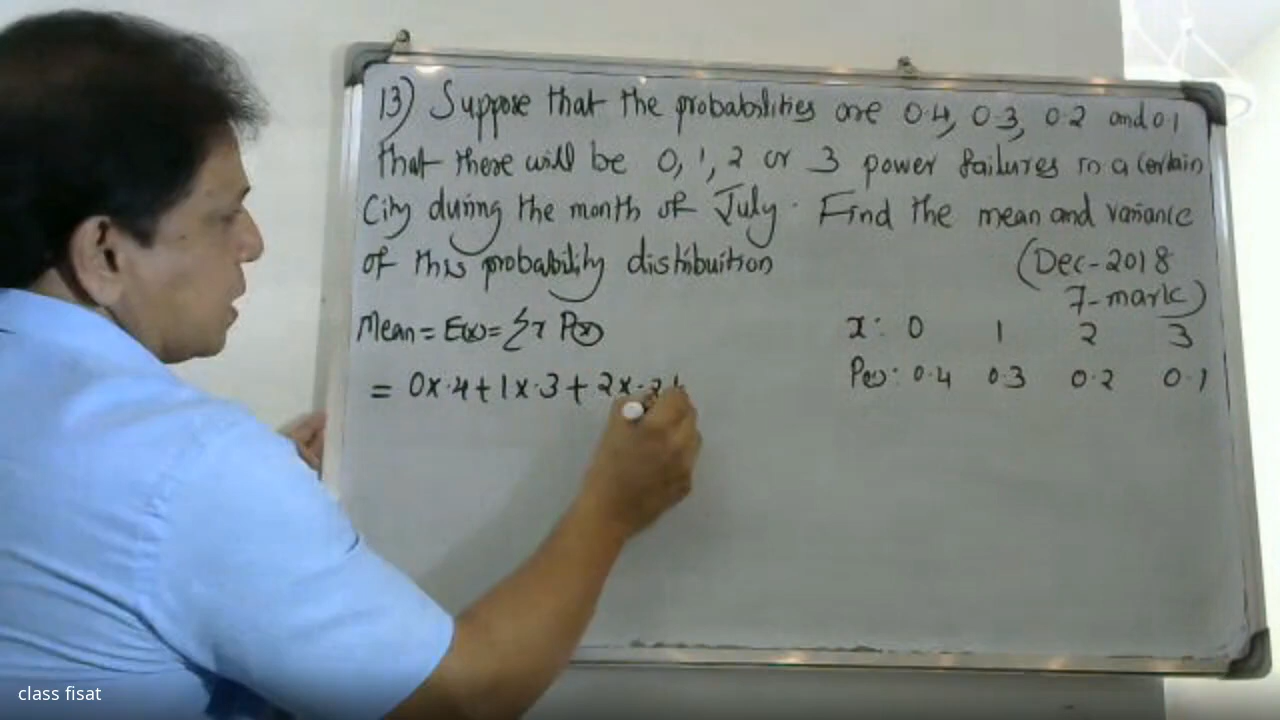 13) Suppose that the probabilities are 0.4, 0.3, 0.2 and 0.1
that there will be 0, 1, 2 or 3 power failures in a certain
City during the month of July. Find the mean and variance
of this probability distribuition
(Dec-2018
7-mark)
Mean = E(x) = Σx P(x)
x: 0 1 2 3
P(x): 0.4 0.3 0.2 0.1
= 0x.4+1x.3+2x.2+
class fisat